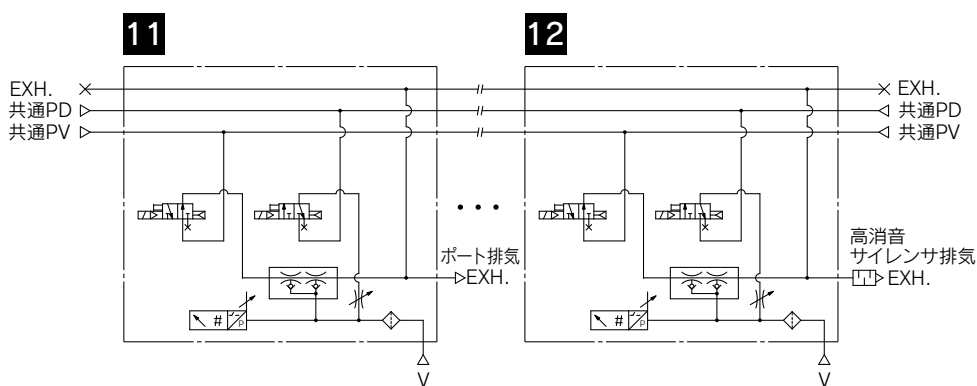 11
12
EXH.
共通PD
共通PV
EXH.
共通PD
共通PV
ポート排気
EXH.
高消音
サイレンサ排気
EXH.
# P
# P
V
V